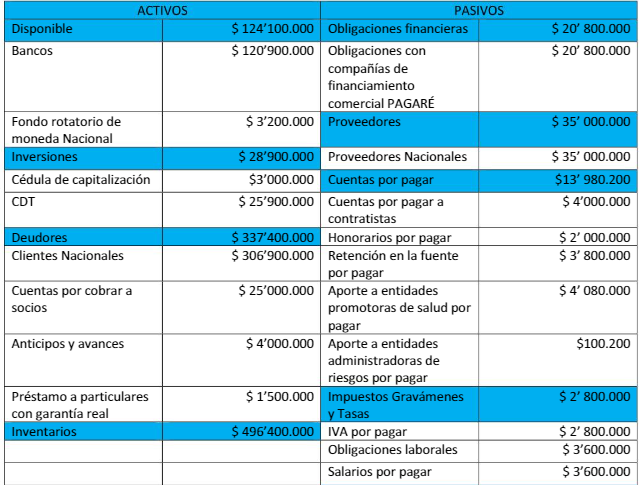 ACTIVOS PASIVOS
Disponible $ 124’100.000 Obligaciones financieras $ 20’ 800.000
Bancos $ 120’900.000 Obligaciones con $ 20’ 800.000
compañías de
financiamiento
comercial PAGARÉ
Fondo rotatorio de $ 3’200.000 Proveedores $ 35’ 000.000
moneda Nacional
Inversiones $ 28’900.000 Proveedores Nacionales $ 35’ 000.000
Cédula de capitalización $3’000.000 Cuentas por pagar $13’ 980.200
CDT $ 25’900.000 Cuentas por pagar a $ 4’000.000
contratistas
Deudores $ 337’400.000 Honorarios por pagar $ 2’ 000.000
Clientes Nacionales $ 306’900.000 Retención en la fuente $ 3’ 800.000
por pagar
Cuentas por cobrar a $ 25’000.000 Aporte a entidades $ 4’ 080.000
socios promotoras de salud por
pagar
Anticipos y avances $ 4’000.000 Aporte a entidades $100.200
administradoras de
riesgos por pagar
Préstamo a particulares $ 1’500.000 Impuestos Gravámenes $ 2’ 800.000
con garantía real y Tasas
Inventarios $ 496’400.000 IVA por pagar $ 2’ 800.000
Obligaciones laborales $ 3’600.000
Salarios por pagar $ 3’600.000